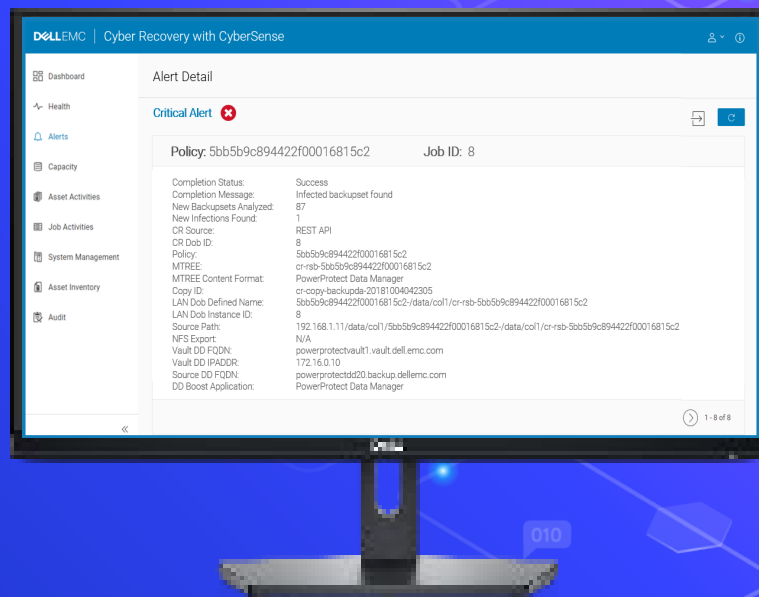 DELLEMC | Cyber Recovery with CyberSense
Dashboard
Health
Alerts
Capacity
Asset Activities
Job Activities
System Management
Asset Inventory
Audit
Alert Detail
Critical Alert
Policy: 5bb5b9c894422f00016815c2 Job ID: 8
Completion Status: Success
Completion Message: Infected backupset found
New Backupsets Analyzed: 87
New Infections Found: 1
CR Source: REST API
CR Dob ID: 8
Policy: 5bb5b9c894422f00016815c2
MTREE: cr-rsb-5bb5b9c894422f00016815c2
MTREE Content Format: PowerProtect Data Manager
Copy ID: cr-copy-backupda-20181004042305
LAN Dob Defined Name: 5bb5b9c894422f00016815c2-/data/col1/cr-rsb-5bb5b9c894422f00016815c2
LAN Dob Instance ID: 8
Source Path: 192.168.1.11/data/col1/5bb5b9c894422f00016815c2-/data/col1/cr-rsb-5bb5b9c894422f00016815c2
NFS Export: N/A
Vault DD FQDN: powerprotectvault1.vault.dell.emc.com
Vault DD IPADDR: 172.16.0.10
Source DD FQDN: powerprotectdd20.backup.dellemc.com
DD Boost Application: PowerProtect Data Manager
1 - 8 of 8
010